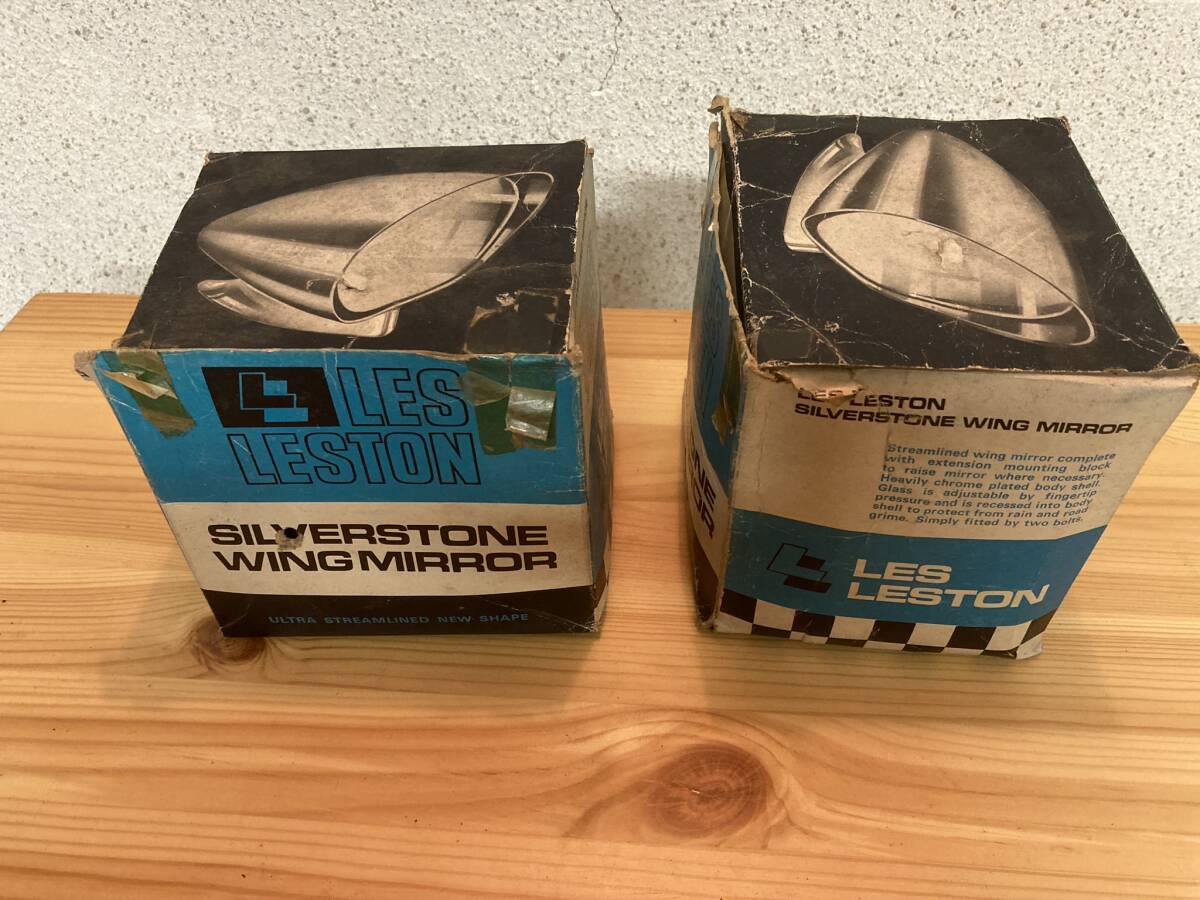 LES
LESTON
SILVERSTONE
WING MIRROR
ULTRA STREAMLINED NEW SHAPE
LES LESTON
SILVERSTONE WING MIRROR
Streamlined wing mirror complete
with extension mounting block
to raise mirror where necessary.
Heavily chrome plated body shell.
Glass is adjustable by fingertip
pressure and is recessed into body
shell to protect from rain and road
grime. Simply fitted by two bolts.
LES
LESTON